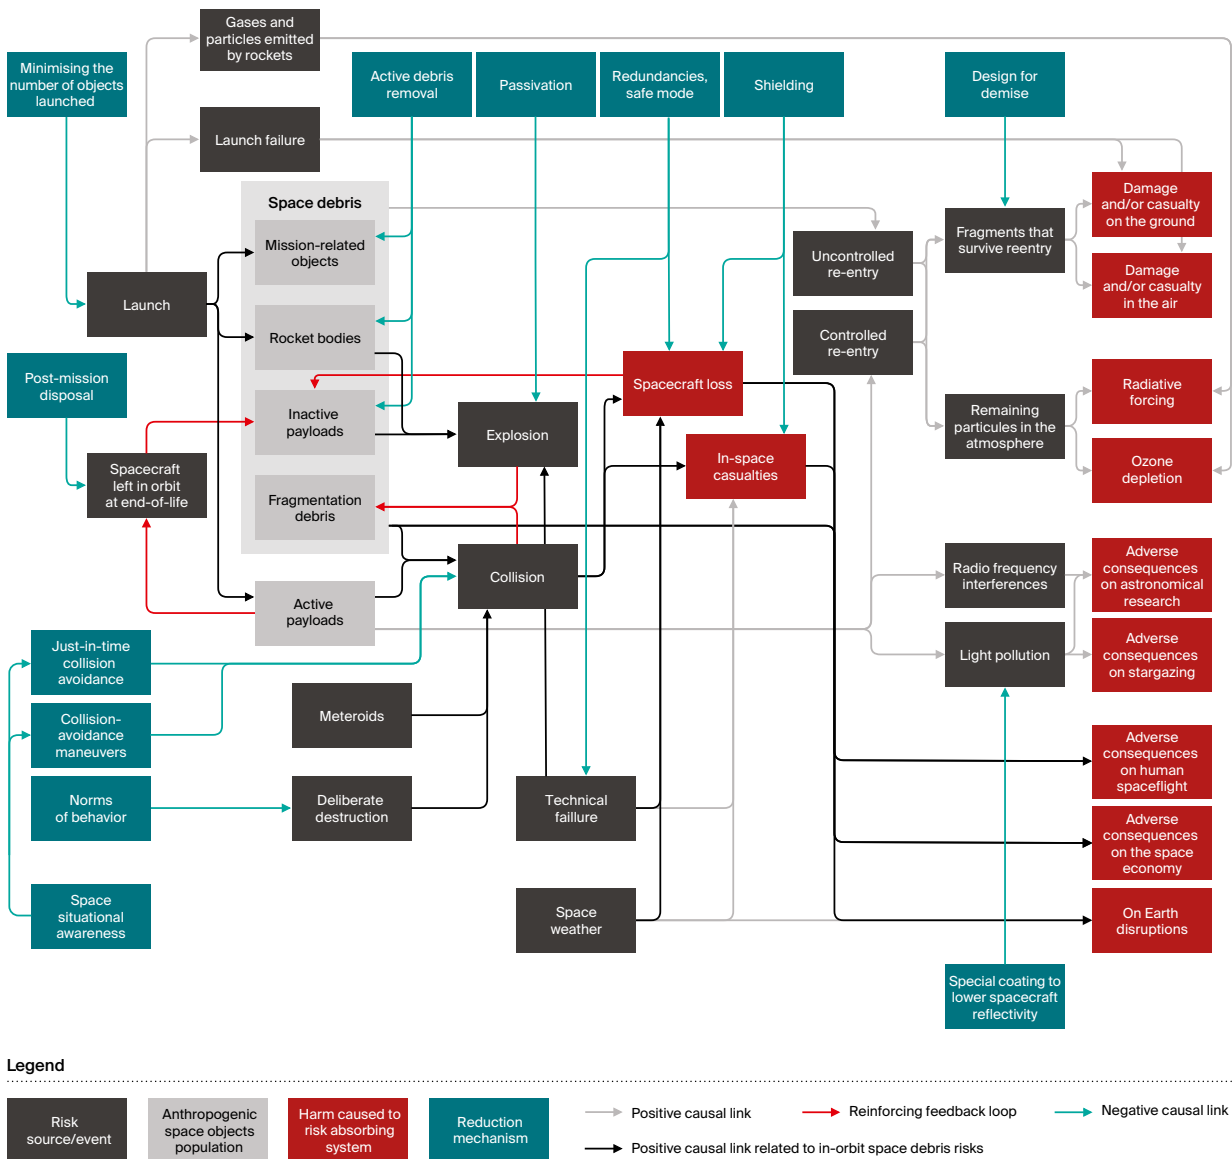 Gases and
particles emitted
by rockets
Minimising the
number of objects
launched
Active debris
removal
Passivation
Redundancies,
safe mode
Shielding
Design for
demise
Launch failure
Space debris
Mission-related
objects
Damage
and/or casualty
on the ground
Fragments that
survive reentry
Uncontrolled
re-entry
Damage
and/or casualty
in the air
Launch
Rocket bodies
Controlled
re-entry
Post-mission
disposal
Spacecraft loss
Radiative
forcing
Inactive
payloads
Explosion
Remaining
particules in the
atmosphere
In-space
casualties
Ozone
depletion
Spacecraft
left in orbit
at end-of-life
Fragmentation
debris
Collision
Radio frequency
interferences
Adverse
consequences
on astronomical
research
Active
payloads
Just-in-time
collision
avoidance
Light pollution
Adverse
consequences
on stargazing
Collision-
avoidance
maneuvers
Meteroids
Adverse
consequences
on human
spaceflight
Norms
of behavior
Deliberate
destruction
Technical
faillure
Adverse
consequences
on the space
economy
Space
situational
awareness
Space
weather
On Earth
disruptions
Special coating to
lower spacecraft
reflectivity
Legend
Risk
source/event
Anthropogenic
space objects
population
Harm caused to
risk absorbing
system
Reduction
mechanism
Positive causal link
Reinforcing feedback loop
Negative causal link
Positive causal link related to in-orbit space debris risks